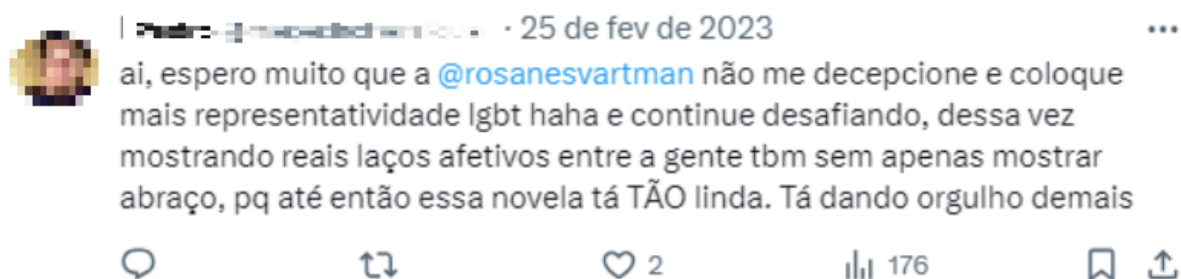 · 25 de fev de 2023
ai, espero muito que a @rosanesvartman não me decepcione e coloque
mais representatividade lgbt haha e continue desafiando, dessa vez
mostrando reais laços afetivos entre a gente tbm sem apenas mostrar
abraço, pq até então essa novela tá TÃO linda. Tá dando orgulho demais
2 176